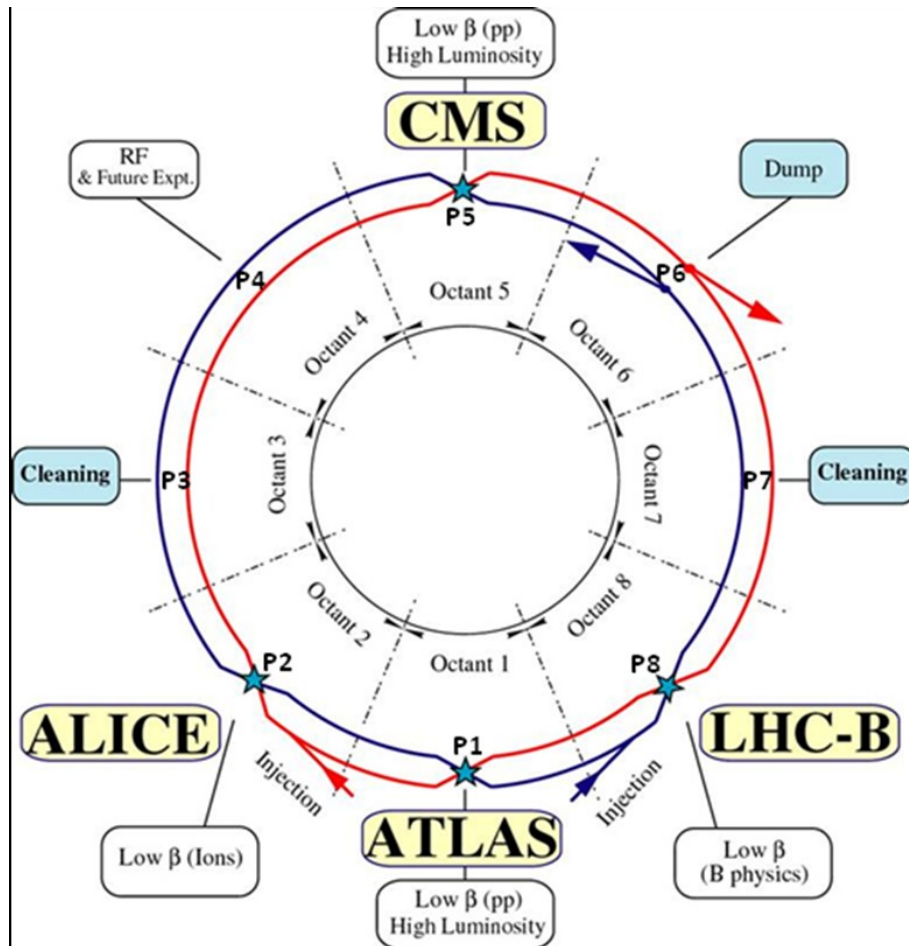 Low β (pp)
High Luminosity
CMS
RF
& Future Expt.
Dump
P5
P4
P6
Octant 5
Octant 4
Octant 6
Cleaning
P3
Octant 3
Octant 7
P7
Cleaning
Octant 2
Octant 8
P2
Octant 1
P8
ALICE
LHC-B
P1
Injection
Injection
ATLAS
Low β (Ions)
Low β
(B physics)
Low β (pp)
High Luminosity